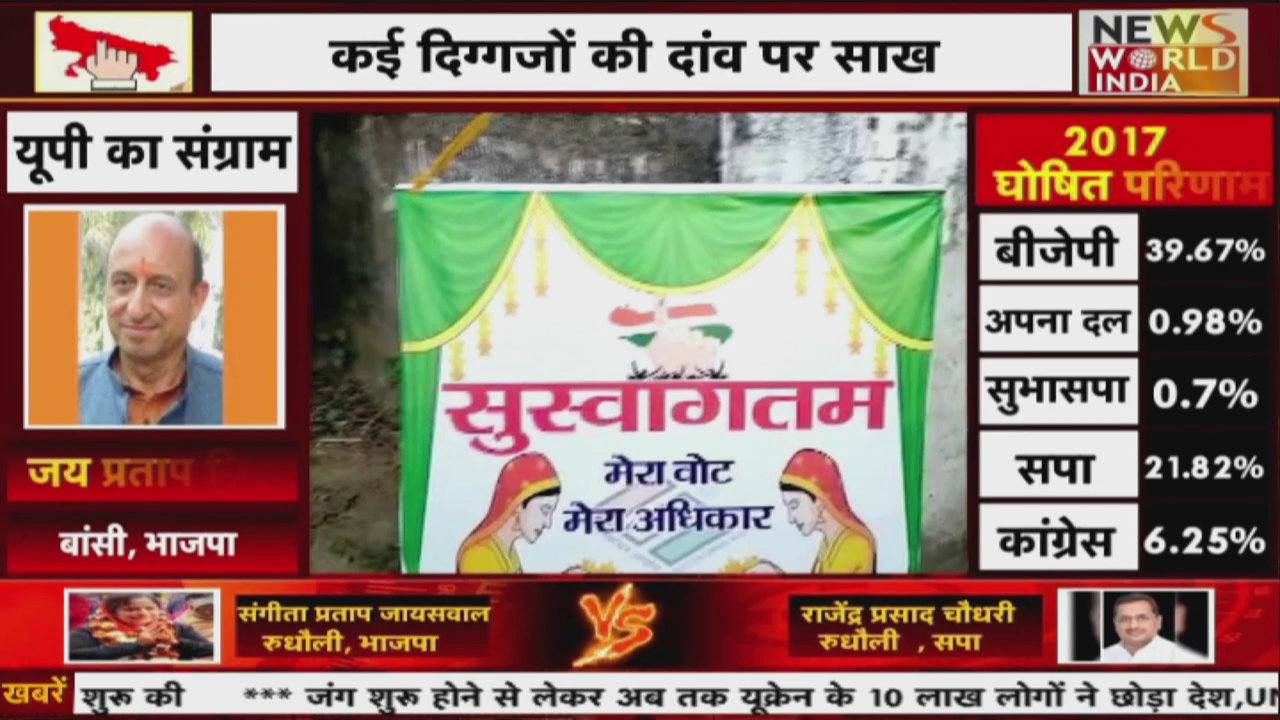 कई दिग्गजों की दांव पर साख
NEWS
WORLD
INDIA
यूपी का संग्राम
जय प्रताप
बांसी, भाजपा
सुस्वागतम
मेरा वोट
मेरा अधिकार
2017
घोषित परिणाम
बीजेपी 39.67%
अपना दल 0.98%
सुभासपा 0.7%
सपा 21.82%
कांग्रेस 6.25%
संगीता प्रताप जायसवाल
रुधौली, भाजपा
VS
राजेंद्र प्रसाद चौधरी
रुधौली , सपा
खबरें शुरू की *** जंग शुरू होने से लेकर अब तक यूक्रेन के 10 लाख लोगों ने छोड़ा देश,UN